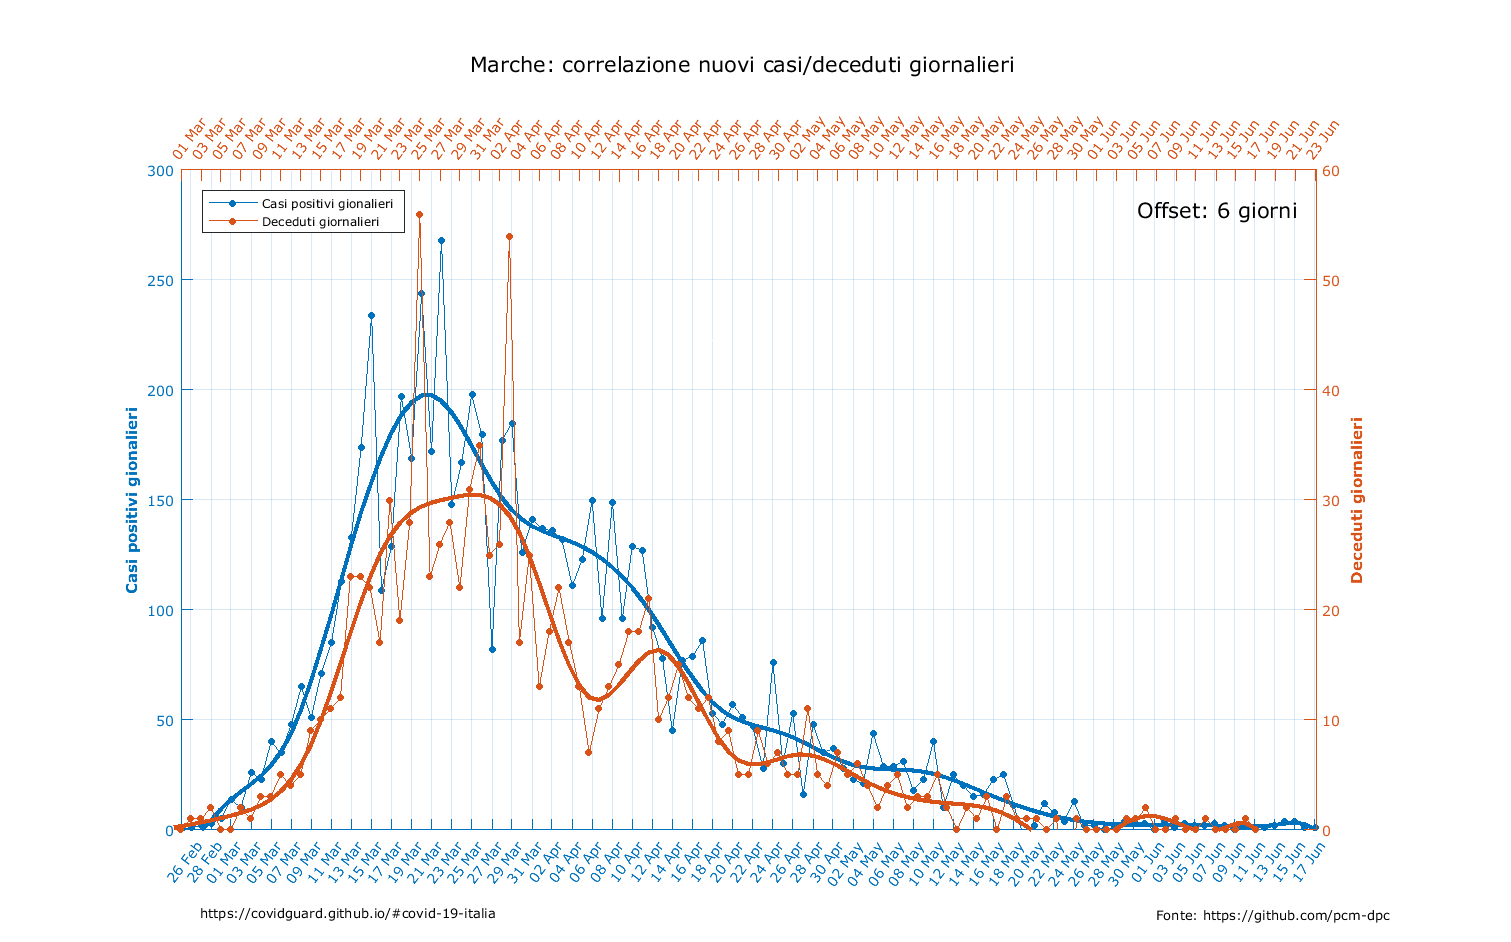 Marche: correlazione nuovi casi/deceduti giornalieri
01 Mar 03 Mar 05 Mar 07 Mar 09 Mar 11 Mar 13 Mar 15 Mar 17 Mar 19 Mar 21 Mar 23 Mar 25 Mar 27 Mar 29 Mar 31 Mar 02 Apr 04 Apr 06 Apr 08 Apr 10 Apr 12 Apr 14 Apr 16 Apr 18 Apr 20 Apr 22 Apr 24 Apr 26 Apr 28 Apr 30 Apr 02 May 04 May 06 May 08 May 10 May 12 May 14 May 16 May 18 May 20 May 22 May 24 May 26 May 28 May 30 May 01 Jun 03 Jun 05 Jun 07 Jun 09 Jun 11 Jun 13 Jun 15 Jun 17 Jun 19 Jun 21 Jun 23 Jun
300
250
200
150
100
50
0
Casi positivi gionalieri
Casi positivi gionalieri
Deceduti giornalieri
Offset: 6 giorni
60
50
40
30
20
10
0
Deceduti giornalieri
26 Feb 28 Feb 01 Mar 03 Mar 05 Mar 07 Mar 09 Mar 11 Mar 13 Mar 15 Mar 17 Mar 19 Mar 21 Mar 23 Mar 25 Mar 27 Mar 29 Mar 31 Mar 02 Apr 04 Apr 06 Apr 08 Apr 10 Apr 12 Apr 14 Apr 16 Apr 18 Apr 20 Apr 22 Apr 24 Apr 26 Apr 28 Apr 30 Apr 02 May 04 May 06 May 08 May 10 May 12 May 14 May 16 May 18 May 20 May 22 May 24 May 26 May 28 May 30 May 01 Jun 03 Jun 05 Jun 07 Jun 09 Jun 11 Jun 13 Jun 15 Jun 17 Jun
https://covidguard.github.io/#covid-19-italia
Fonte: https://github.com/pcm-dpc